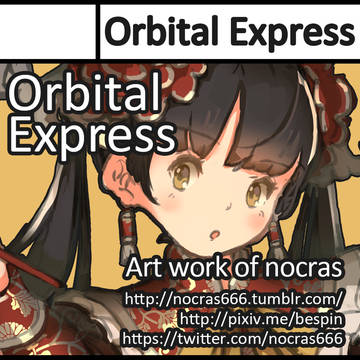 Orbital Express
Orbital
Express
Art work of nocras
http://nocras666.tumblr.com/
http://pixiv.me/bespin
https://twitter.com/nocras666